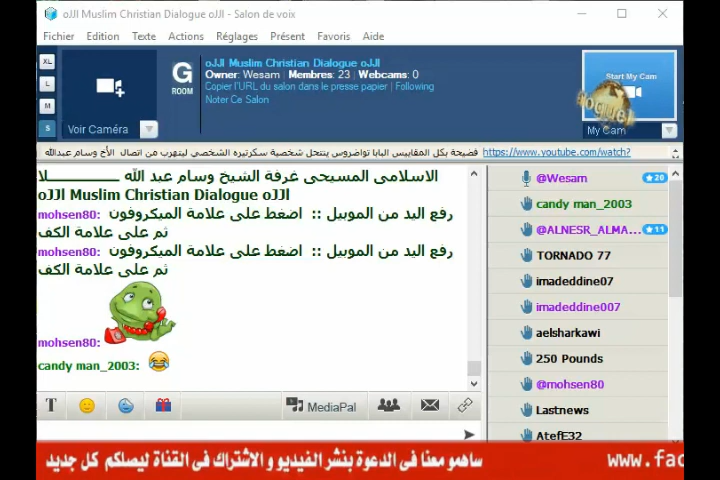 oJJl Muslim Christian Dialogue oJJl - Salon de voix
Fichier Edition Texte Actions Réglages Présent Favoris Aide
XL
L
M
S
Voir Caméra
G
ROOM
oJJl Muslim Christian Dialogue oJJl
Owner: Wesam | Membres: 23 | Webcams: 0
Copier l'URL du salon dans le presse papier | Following
Noter Ce Salon
Start My Cam
My Cam
فضيحة بكل المقاييس البابا تواضروس ينتحل شخصية سكرتيره الشخصي ليتهرب من اتصال الأخ وسام عبدالله https://www.youtube.com/watch?
الاسلامى المسيحى غرفة الشيخ وسام عبد الله ـــــــــــــلا
oJJl Muslim Christian Dialogue oJJl
mohsen80: رفع اليد من الموبيل :: اضغط على علامة الميكروفون
ثم على علامة الكف
mohsen80: رفع اليد من الموبيل :: اضغط على علامة الميكروفون
ثم على علامة الكف
mohsen80:
candy man_2003:
@Wesam ★20
candy man_2003
@ALNESR_ALMA... ★11
TORNADO 77
imadeddine07
imadeddine007
aelsharkawi
250 Pounds
@mohsen80
Lastnews
AtefE32
T MediaPal
ساهمو معنا فى الدعوة بنشر الفيديو و الاشتراك فى القناة ليصلكم كل جديد www.fac